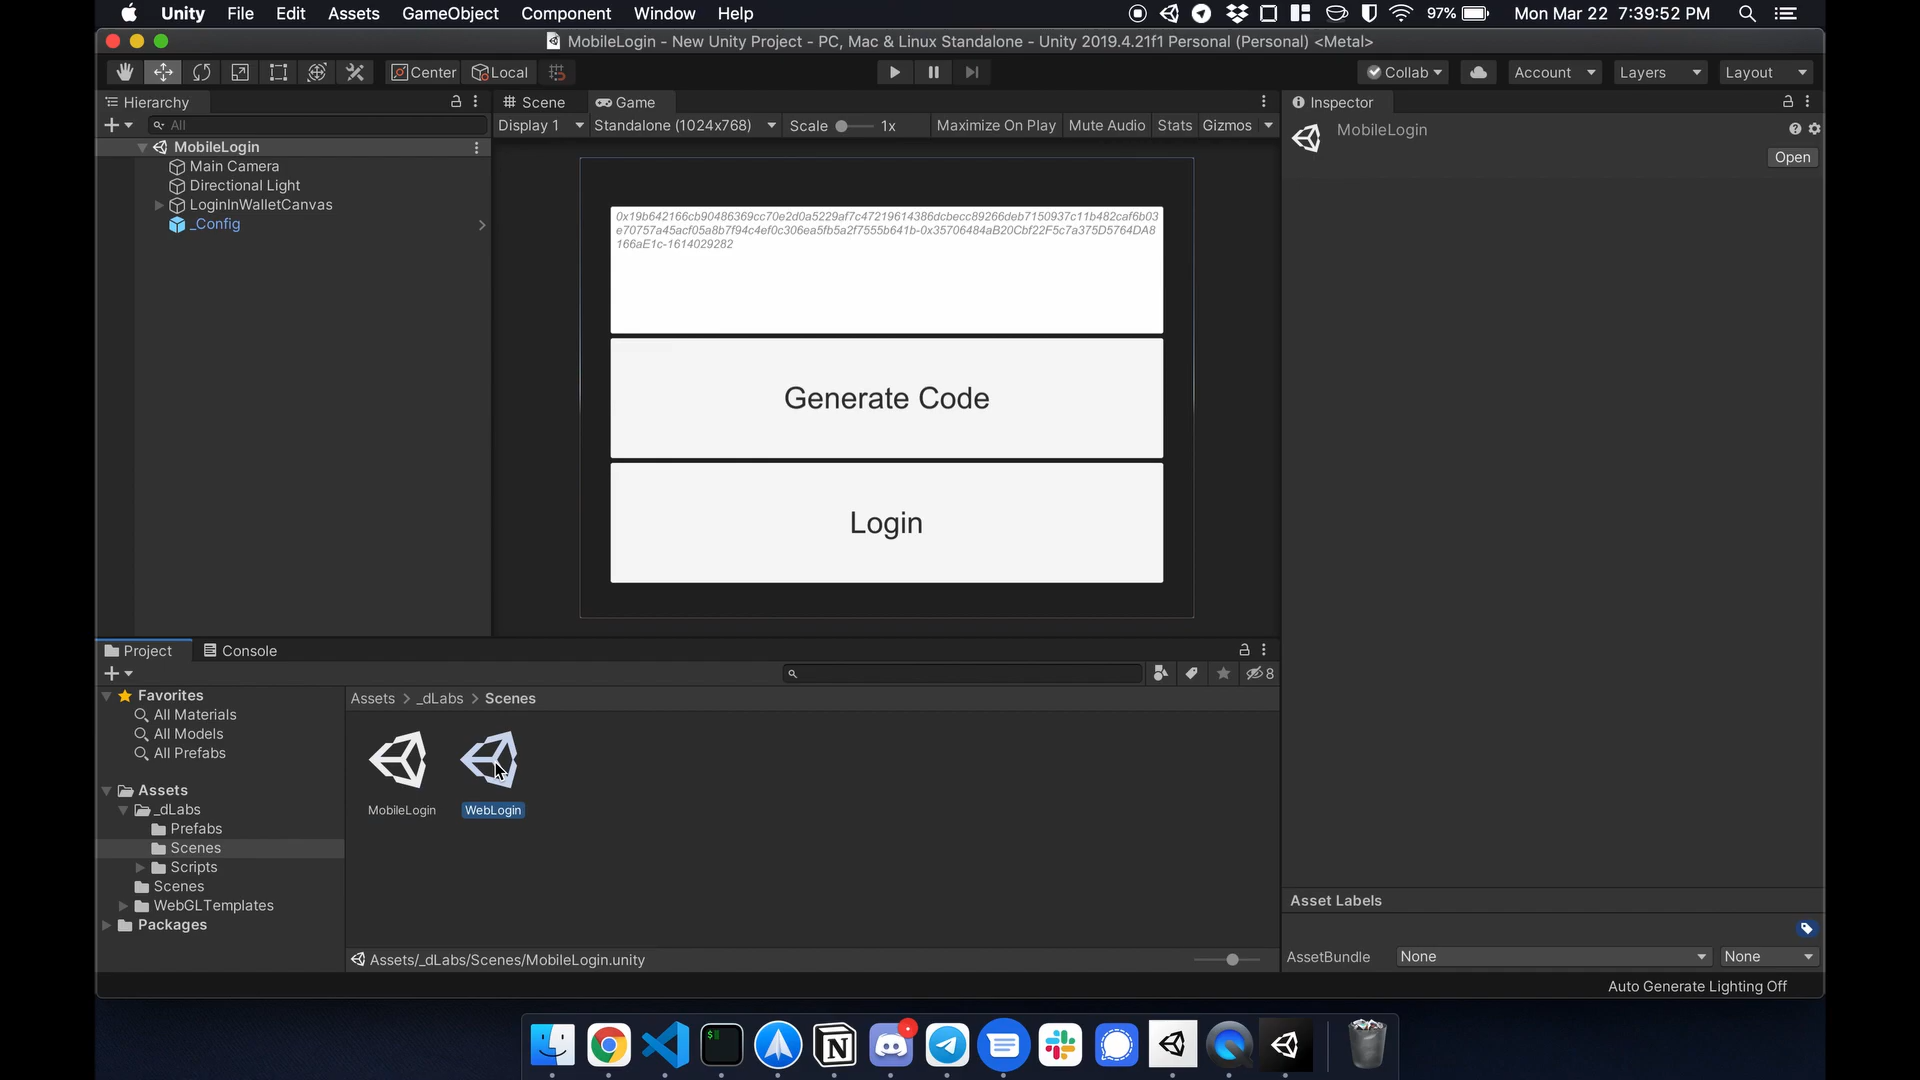 Unity File Edit Assets GameObject Component Window Help 97% Mon Mar 22 7:39:52 PM
MobileLogin - New Unity Project - PC, Mac & Linux Standalone - Unity 2019.4.21f1 Personal (Personal) <Metal>
Center Local Collab Account Layers Layout
Hierarchy Scene Game Inspector
All Display 1 Standalone (1024x768) Scale 1x Maximize On Play Mute Audio Stats Gizmos MobileLogin
MobileLogin Open
Main Camera
Directional Light
LoginInWalletCanvas
_Config
0x19b642166cb90486369cc70e2d0a5229af7c47219614386dcbecc89266deb7150937c11b482caf6b03
e70757a45acf05a8b7f94c4ef0c306ea5fb5a2f7555b641b-0x35706484aB20Cbf22F5c7a375D5764DA8
166aE1c-1614029282
Generate Code
Login
Project Console
8
Favorites
All Materials
All Models
All Prefabs
Assets
_dLabs
Prefabs
Scenes
Scripts
Scenes
WebGLTemplates
Packages
Assets > _dLabs > Scenes
MobileLogin WebLogin
Assets/_dLabs/Scenes/MobileLogin.unity
Asset Labels
AssetBundle None None
Auto Generate Lighting Off